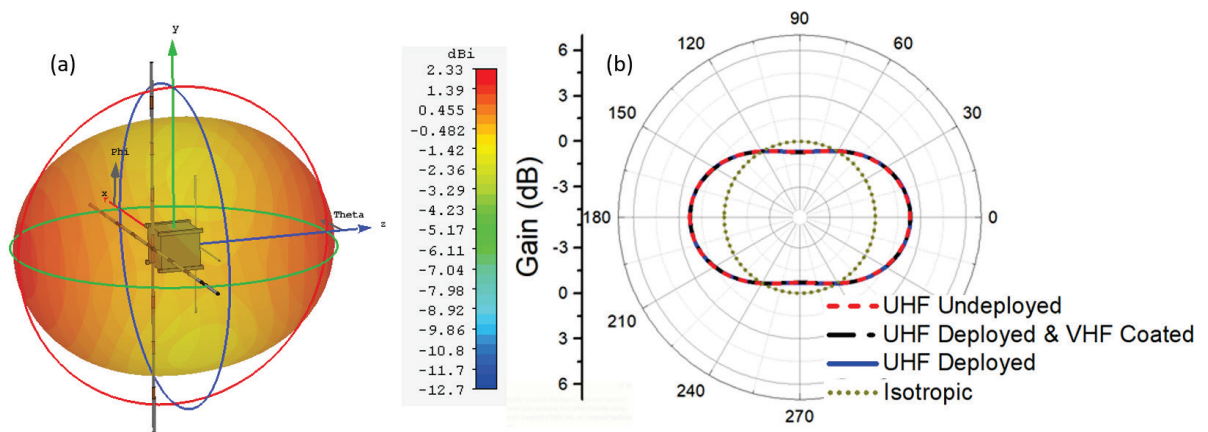 (a)
y
Phi
x
Theta
z
dBi
2.33
1.39
0.455
-0.482
-1.42
-2.36
-3.29
-4.23
-5.17
-6.11
-7.04
-7.98
-8.92
-9.86
-10.8
-11.7
-12.7
Gain (dB)
6
3
0
-3
-3
0
3
6
(b)
90
120
60
150
30
180
0
210
240
270
UHF Undeployed
UHF Deployed & VHF Coated
UHF Deployed
Isotropic